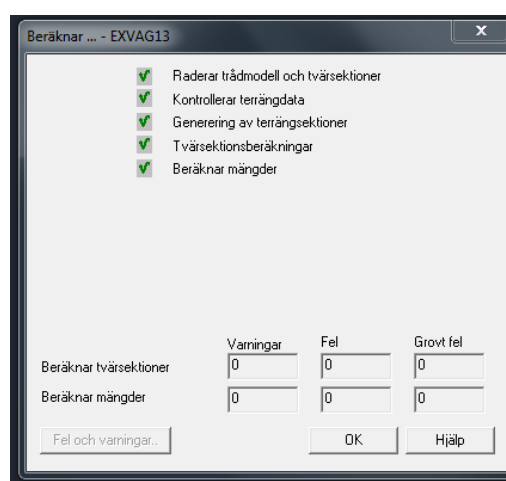 Beräknar ... - EXVAG13
x
Raderar trådmodell och tvärsektioner
Kontrollerar terrängdata
Generering av terrängsektioner
Tvärsektionsberäkningar
Beräknar mängder
Varningar Fel Grovt fel
Beräknar tvärsektioner 0 0 0
Beräknar mängder 0 0 0
Fel och varningar.. OK Hjälp